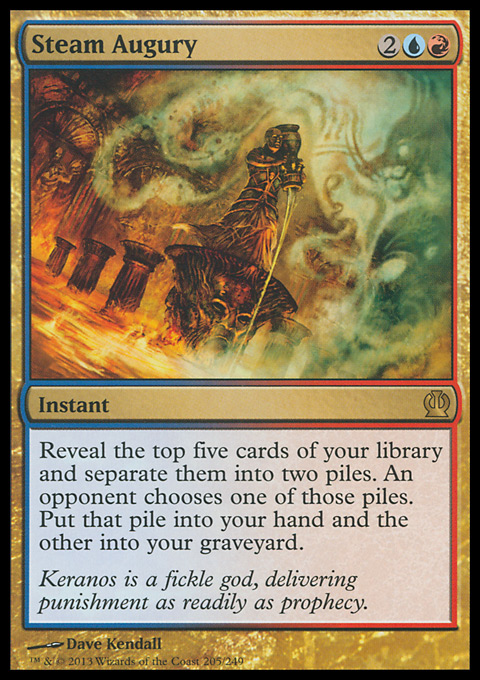 Steam Augury 2
Instant
Reveal the top five cards of your library
and separate them into two piles. An
opponent chooses one of those piles.
Put that pile into your hand and the
other into your graveyard.
Keranos is a fickle god, delivering
punishment as readily as prophecy.
Dave Kendall
™ & © 2013 Wizards of the Coast 205/249